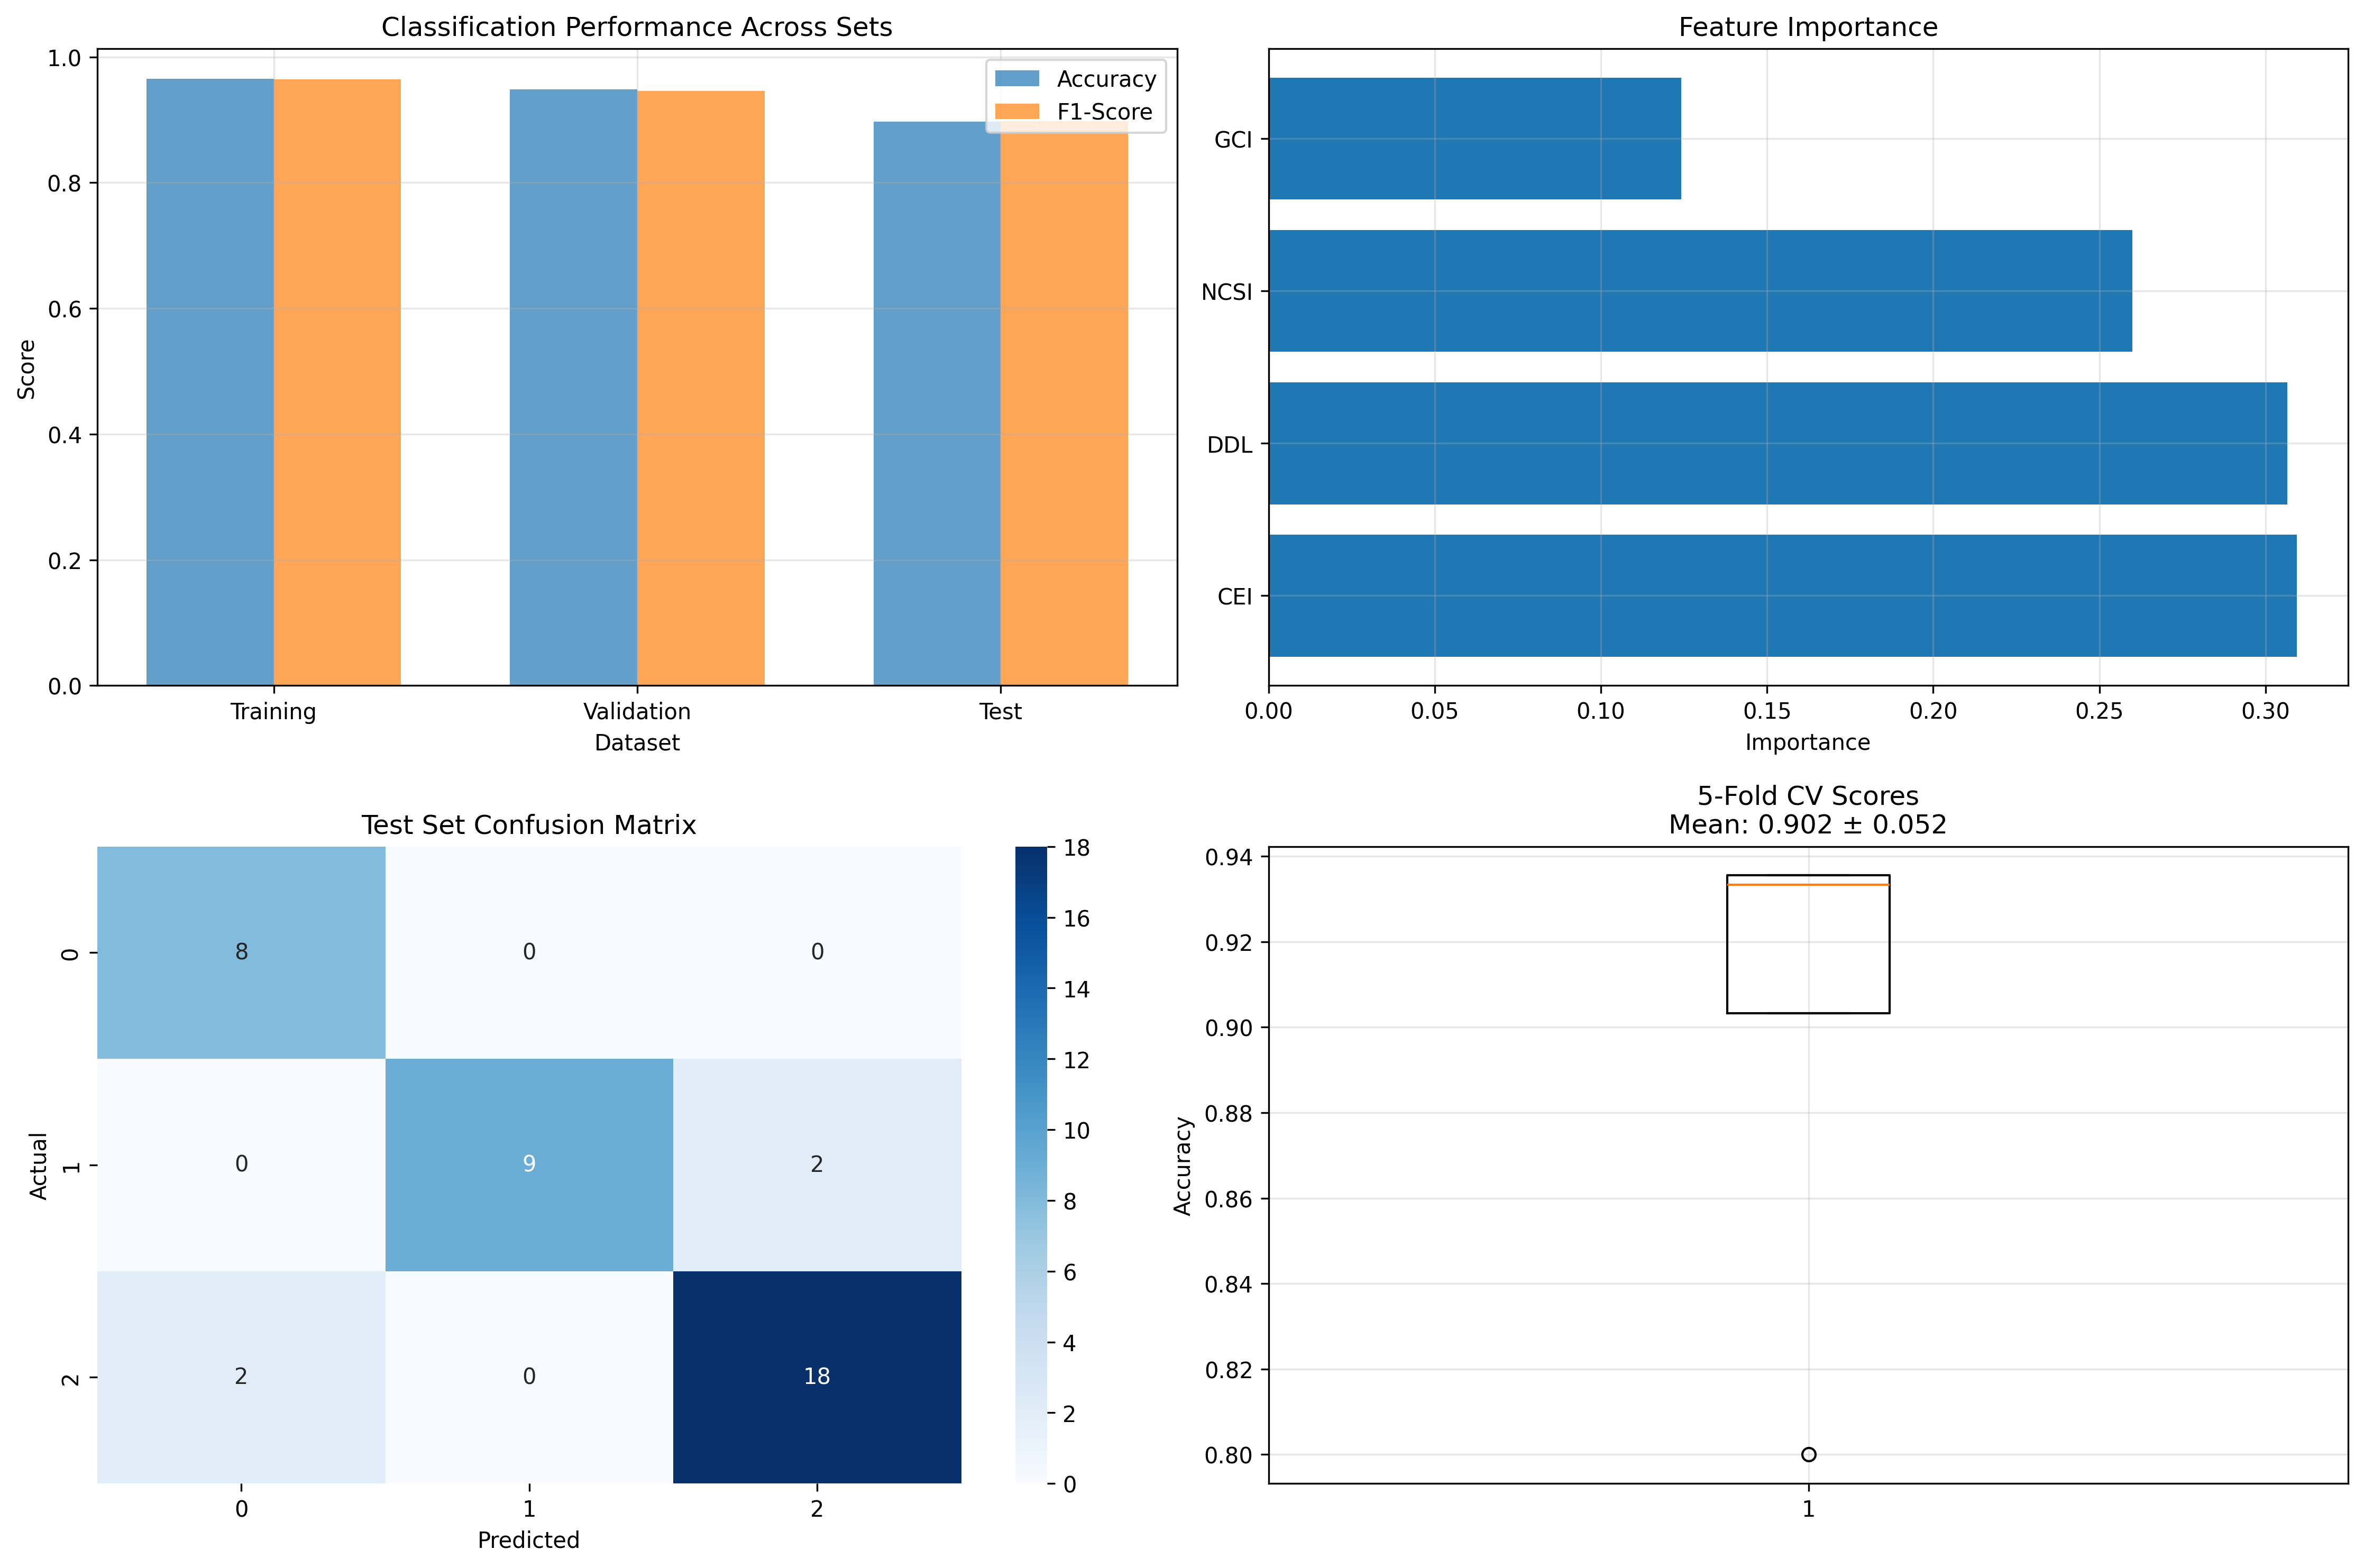 Classification Performance Across Sets
Score
1.0
0.8
0.6
0.4
0.2
0.0
Accuracy
F1-Score
Training Validation Test
Dataset
Feature Importance
GCI
NCSI
DDL
CEI
0.00 0.05 0.10 0.15 0.20 0.25 0.30
Importance
Test Set Confusion Matrix
Actual
0
1
2
8 0 0
0 9 2
2 0 18
0 1 2
Predicted
18
16
14
12
10
8
6
4
2
0
5-Fold CV Scores
Mean: 0.902 ± 0.052
Accuracy
0.94
0.92
0.90
0.88
0.86
0.84
0.82
0.80
1